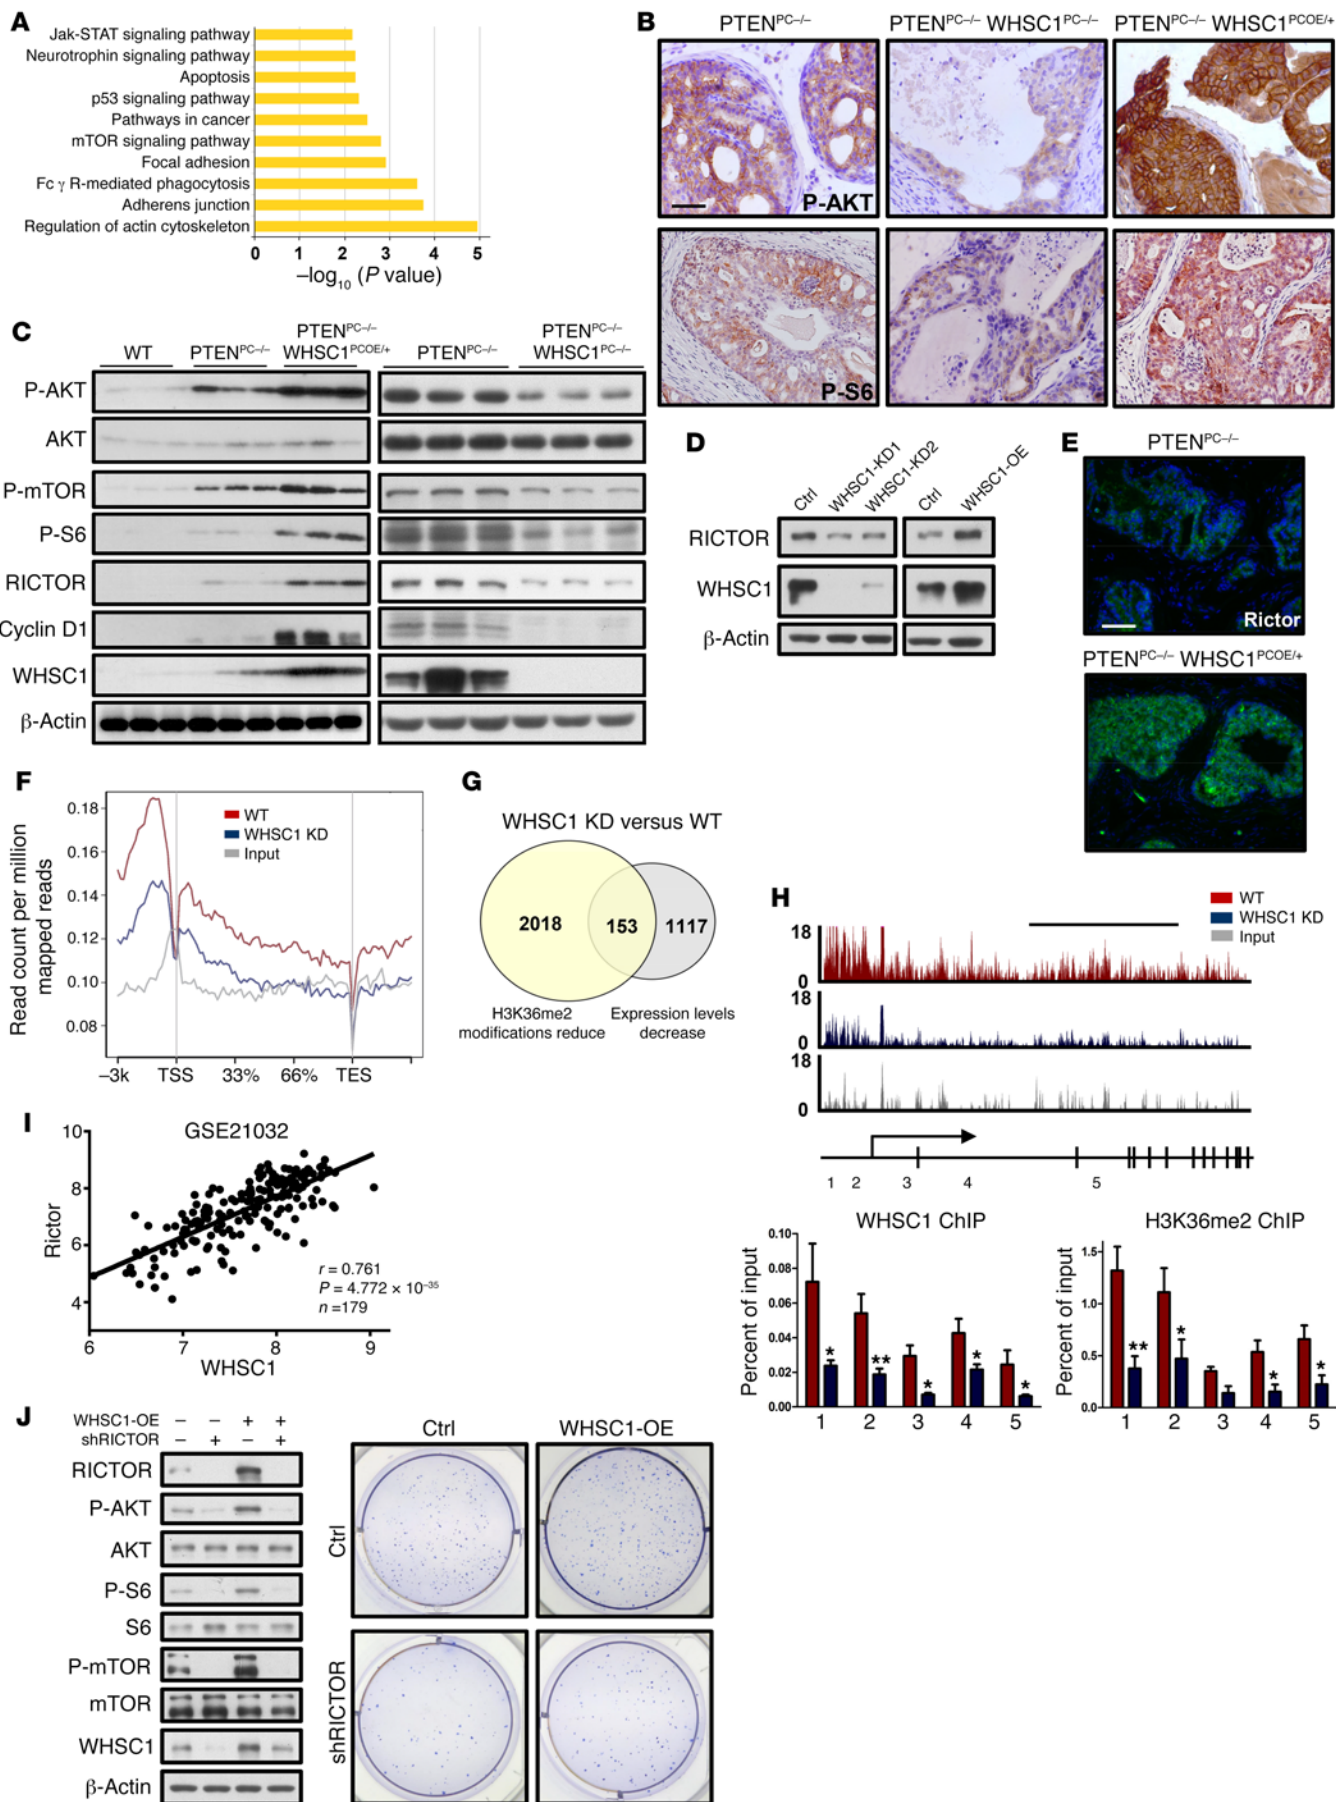 A
Jak-STAT signaling pathway
Neurotrophin signaling pathway
Apoptosis
p53 signaling pathway
Pathways in cancer
mTOR signaling pathway
Focal adhesion
Fc γ R-mediated phagocytosis
Adherens junction
Regulation of actin cytoskeleton
0 1 2 3 4 5
–log10 (P value)
B
PTENPC–/– PTENPC–/– WHSC1PC–/– PTENPC–/– WHSC1PCOE/+
P-AKT
P-S6
C
WT PTENPC–/– PTENPC–/– WHSC1PCOE/+ PTENPC–/– PTENPC–/– WHSC1PC–/–
P-AKT
AKT
P-mTOR
P-S6
RICTOR
Cyclin D1
WHSC1
β-Actin
D
Ctrl WHSC1-KD1 WHSC1-KD2 Ctrl WHSC1-OE
RICTOR
WHSC1
β-Actin
E
PTENPC–/–
Rictor
PTENPC–/– WHSC1PCOE/+
F
Read count per million
mapped reads
0.18
0.16
0.14
0.12
0.10
0.08
WT
WHSC1 KD
Input
–3k TSS 33% 66% TES
G
WHSC1 KD versus WT
2018 153 1117
H3K36me2 modifications reduce
Expression levels decrease
H
WT
WHSC1 KD
Input
18
0
18
0
18
0
1 2 3 4 5
WHSC1 ChIP
Percent of input
0.10
0.08
0.06
0.04
0.02
0.00
* ** * * *
1 2 3 4 5
H3K36me2 ChIP
Percent of input
1.5
1.0
0.5
0.0
** * * *
1 2 3 4 5
I
GSE21032
Rictor
10
8
6
4
r = 0.761
P = 4.772 × 10–35
n =179
6 7 8 9
WHSC1
J
WHSC1-OE – – + +
shRICTOR – + – +
RICTOR
P-AKT
AKT
P-S6
S6
P-mTOR
mTOR
WHSC1
β-Actin
Ctrl WHSC1-OE
Ctrl
shRICTOR